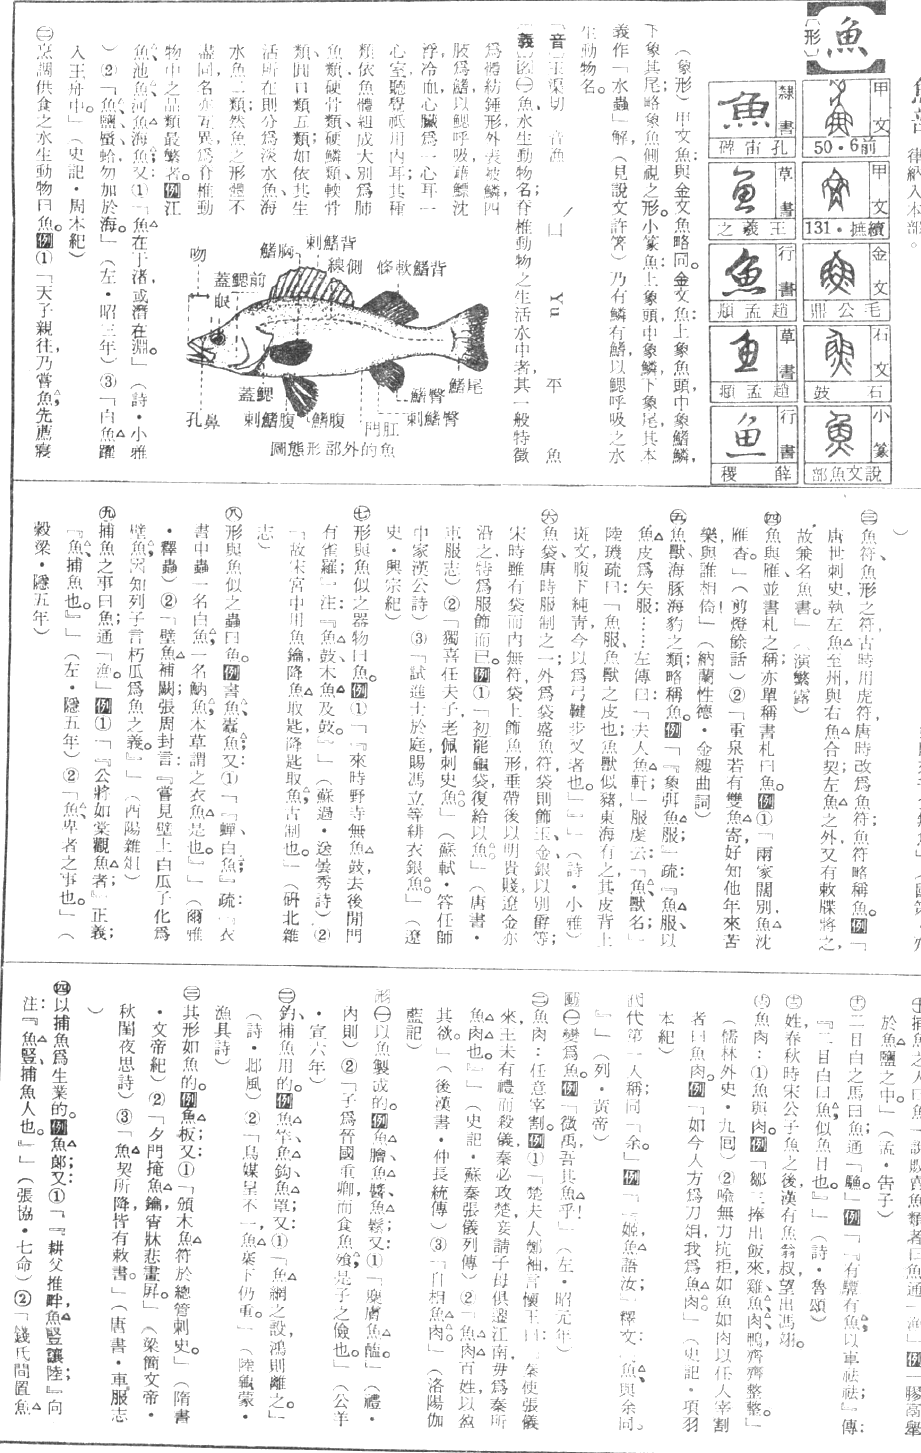 魚
︹形︺
甲文
前6·50
甲文
續撫·131
金文
毛公鼎
石文
石鼓
小篆
說文魚部
隸書
孔宙碑
草書
王羲之
行書
趙孟頫
草書
趙孟頫
行書
薛稷
（象形）甲文魚與金文魚略同。金文魚：上象魚頭，中象鰭鱗，
下象其尾；略象魚側視之形。小篆魚：上象頭中象鱗下象尾，其本
義作「水蟲」解，（見說文許箸）乃有鱗有鰭以鰓呼吸之水
生動物名。
音 玉渠切 音漁 ㄩˊ Yu 平 魚
義 名㊀魚，水生動物名，脊椎動物之生活水中者，其一般特徵
爲：體紡錘形，外表被鱗，四
肢爲鰭，以鰓呼吸，藉鰾沈
浮，冷血，心臟爲一心耳一
心室，聽覺祇用內耳；其種
類依魚體組成大別爲肺
魚類、硬骨類、硬鱗類、軟骨
類、圓口類五類；如依其生
活所在則分爲淡水魚、海
水魚二類；然魚之形體不
盡同，名亦互異，爲脊椎動
物中之品類最繁者。例江
魚，池魚，河魚，海魚；又①「魚在于渚，或潛在淵。」（詩·小雅
）②「魚鹽蜃蛤，勿加於海。」（左·昭三年）③「白魚躍
入王舟中。」（史記·周本紀）
㊁烹調供食之水生動物曰魚。例①「天子親往，乃嘗魚，先薦寢
吻
眼
前鰓蓋
胸鰭
背鰭刺
側線
背鰭軟條
鼻孔
鰓蓋
腹鰭刺
腹鰭
肛門
臀鰭刺
臀鰭
尾鰭
魚的外部形態圖
）
㊂魚符，魚形之符，古時用虎符，唐時改爲魚符；魚符略稱魚。例「
唐世刺史執左魚至州，與右魚合契；左魚之外，又有敕牒將之，
故兼名魚書。」（演繁露）
㊃魚與雁並書札之稱，亦單稱書札曰魚。例①「兩家闊別魚沈
雁杳。」（剪燈餘話）②「重泉若有雙魚寄，好知他年來苦
樂與誰相倚！」（納蘭性德·金縷曲詞）
㊄魚獸，海豚海豹之類，略稱魚。例「『象弭魚服』疏：『魚服，以
魚皮爲矢服；……左傳曰：「夫人魚軒」服虔云：「魚，獸名」
陸璣疏曰：「魚服，魚獸之皮也，魚獸似豬，東海有之，其皮背上
斑文，腹下純青，今以爲弓鞬步叉者也。」』」（詩·小雅）
㊅魚袋，唐時服制之一，外爲袋，盛魚符，袋則飾玉、金、銀以別爵等；
宋時雖有袋而內無符，袋上飾魚形，垂帶後以明貴賤，遼金亦
沿之，特爲服飾而已。例①「初罷龜袋，復給以魚。」（唐書·
車服志）②「獨喜任夫子，老佩刺史魚」（蘇軾·答任師
中家漢公詩）③「試進士於庭，賜馮立等緋衣銀魚。」（遼
史·興宗紀）
㊆形與魚似之器物曰魚。例①「『來時野寺無魚鼓，去後閒門
有雀羅』注：『魚鼓，木魚及鼓。』」（蘇過·送曇秀詩）②
「故宋宮中用魚鑰，降魚取匙，降匙取魚，古制也。」（硏北雜
志）
㊇形與魚似之蟲曰魚。例書魚，蠹魚；又①「『蟫，白魚』疏：『衣
書中蟲，一名白魚，一名蛃魚，本草謂之衣魚是也』」（爾雅
·釋蟲）②「壁魚補闕，張周封言：『嘗見壁上白瓜子化爲
壁魚，因知列子言朽瓜爲魚之義。』」（酉陽雜俎）
㊈捕魚之事曰魚，通「漁」。例①「『公將如棠觀魚者』正義：
『魚，捕魚也。』」（左·隱五年）②「魚，卑者之事也。」（
穀梁·隱五年）
於魚鹽之中」（孟·告子）
二目白之馬曰魚，通「䱷」。例「『有驔有魚，以車祛祛』傳：
『二目白曰魚，似魚目也。』」（詩·魯頌）
姓，春秋時宋公子魚之後，漢有魚翁叔，望出馮翊。
魚肉：①魚與肉。例「鄒三捧出飯來，雞、魚、肉、鴨，齊齊整整」
（儒林外史·九回）②喻無力抗拒，如魚如肉以任人宰割
者曰魚肉。例「如今人方爲刀俎，我爲魚肉」（史記·項羽
本紀）
代第一人稱；同「余」。例「『姬，魚語汝』釋文：『魚與余同。
』」（列·黃帝）
動㊀變爲魚。例「微禹，吾其魚乎！」（左·昭元年）
㊁魚肉：任意宰割。例①「楚夫人鄭袖言懷王曰：『秦使張儀
來，王未有禮而殺儀，秦必攻楚，妾請子母俱遷江南，毋爲秦所
魚肉也。』」（史記·蘇秦張儀列傳）②「魚肉百姓以盈
其欲。」（後漢書·仲長統傳）③「自相魚肉。」（洛陽伽
藍記）
形㊀以魚製成的。例魚膾，魚醬，魚鬆；又①「麋膚魚醢」（禮·
內則）②「子爲晉國重卿，而食魚飧，是子之儉也。」（公羊
·宣六年）
㊁釣、捕魚用的。例魚竿，魚鈎，魚罩；又①「魚網之設，鴻則離之。」
（詩·邶風）②「鳥媒呈不一，魚寨下仍重。」（陸龜蒙·
漁具詩）
㊂其形如魚的。例魚板；又①「頒木魚符於總管刺史。」（隋書
·文帝紀）②「夕門掩魚鑰，宵牀悲畫屏。」（梁簡文帝·
秋閨夜思詩）③「魚契所降，皆有敕書。」（唐書·車服志
）
㊃以捕魚爲生業的。例魚郎；又①「『耕父推畔，魚豎讓陸』向
注：『魚豎，捕魚人也。』」（張協·七命）②「錢氏間置魚